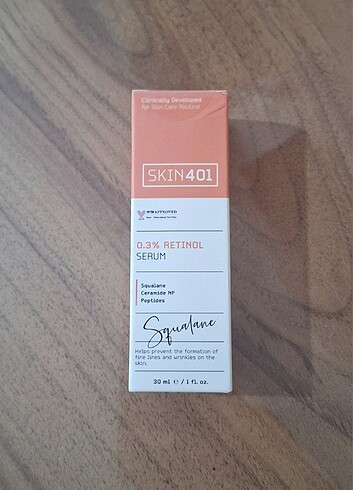 Clinically Developed
for Skin Care Routine
SKIN401
APPROVED
0.3% RETINOL
SERUM
Squalane
Ceramide NP
Peptides
Squalane
Helps prevent the formation of
fine lines and wrinkles on the
skin.
30 ml ℮ / 1 fl. oz.